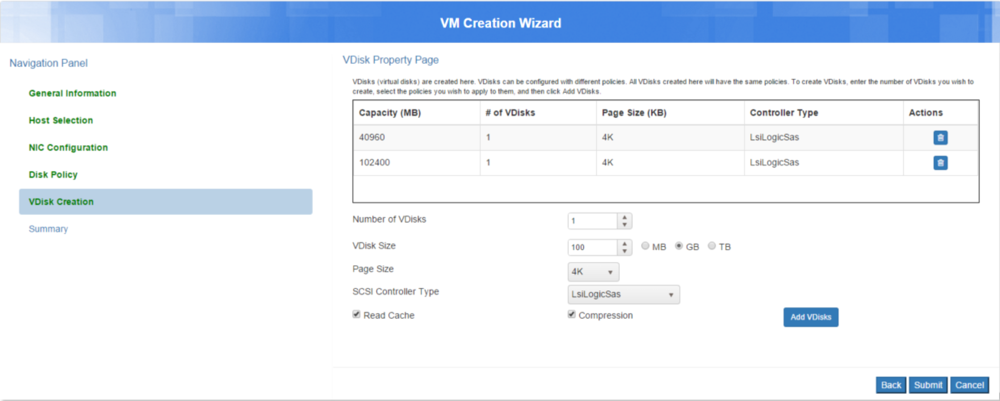 VM Creation Wizard
Navigation Panel
General Information
Host Selection
NIC Configuration
Disk Policy
VDisk Creation
Summary
VDisk Property Page
VDisks (virtual disks) are created here. VDisks can be configured with different policies. All VDisks created here will have the same policies. To create VDisks, enter the number of VDisks you wish to
create, select the policies you wish to apply to them, and then click Add VDisks.
Capacity (MB) # of VDisks Page Size (KB) Controller Type Actions
40960 1 4K LsiLogicSas
102400 1 4K LsiLogicSas
Number of VDisks 1
VDisk Size 100 MB GB TB
Page Size 4K
SCSI Controller Type LsiLogicSas
Read Cache Compression Add VDisks
Back Submit Cancel